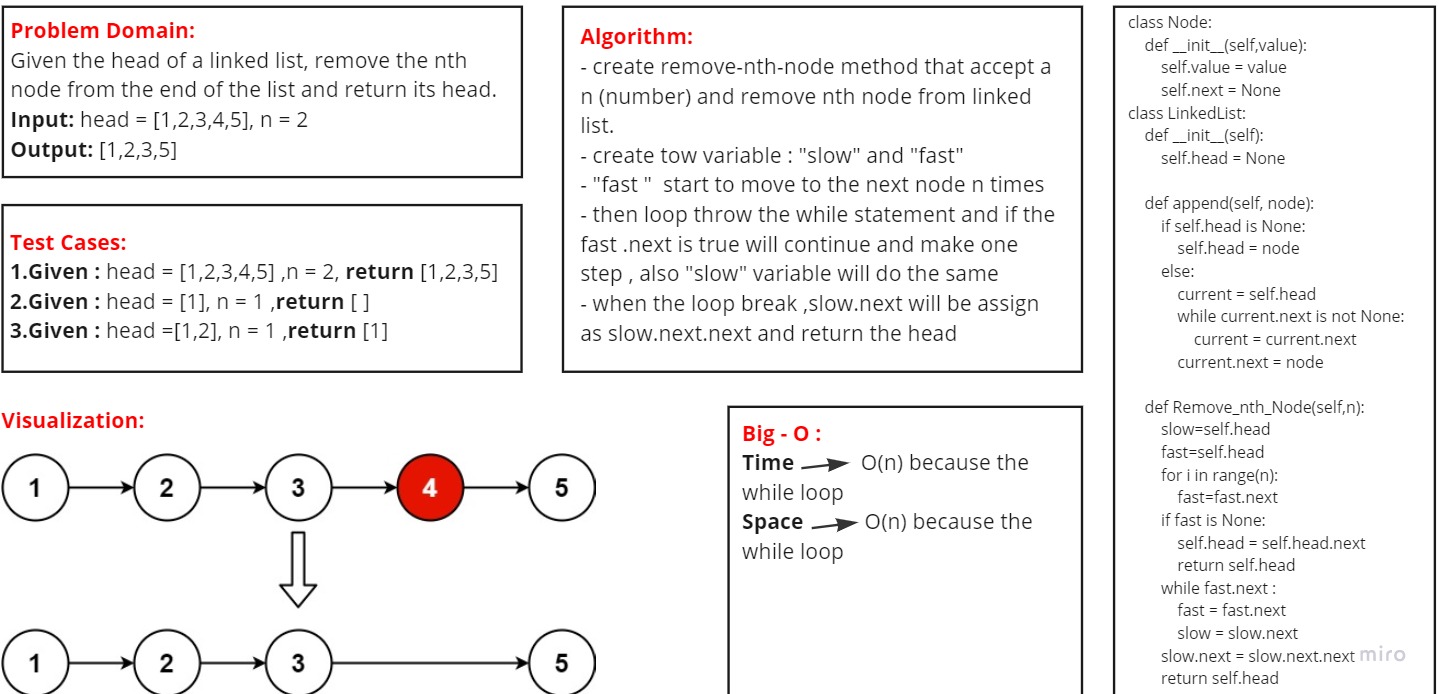 Problem Domain:
Given the head of a linked list, remove the nth
node from the end of the list and return its head.
Input: head = [1,2,3,4,5], n = 2
Output: [1,2,3,5]
Test Cases:
1.Given : head = [1,2,3,4,5] ,n = 2, return [1,2,3,5]
2.Given : head = [1], n = 1 ,return [ ]
3.Given : head =[1,2], n = 1 ,return [1]
Algorithm:
- create remove-nth-node method that accept a
n (number) and remove nth node from linked
list.
- create tow variable : "slow" and "fast"
- "fast "  start to move to the next node n times
- then loop throw the while statement and if the
fast .next is true will continue and make one
step , also "slow" variable will do the same
- when the loop break ,slow.next will be assign
as slow.next.next and return the head
Visualization:
1 2 3 4 5
1 2 3 5
Big - O :
Time O(n) because the
while loop
Space O(n) because the
while loop
class Node:
    def __init__(self,value):
        self.value = value
        self.next = None
class LinkedList:
    def __init__(self):
        self.head = None
    def append(self, node):
        if self.head is None:
            self.head = node
        else:
            current = self.head
            while current.next is not None:
                current = current.next
            current.next = node
    def Remove_nth_Node(self,n):
        slow=self.head
        fast=self.head
        for i in range(n):
            fast=fast.next
        if fast is None:
            self.head = self.head.next
            return self.head
        while fast.next :
            fast = fast.next
            slow = slow.next
        slow.next = slow.next.next
        return self.head
miro